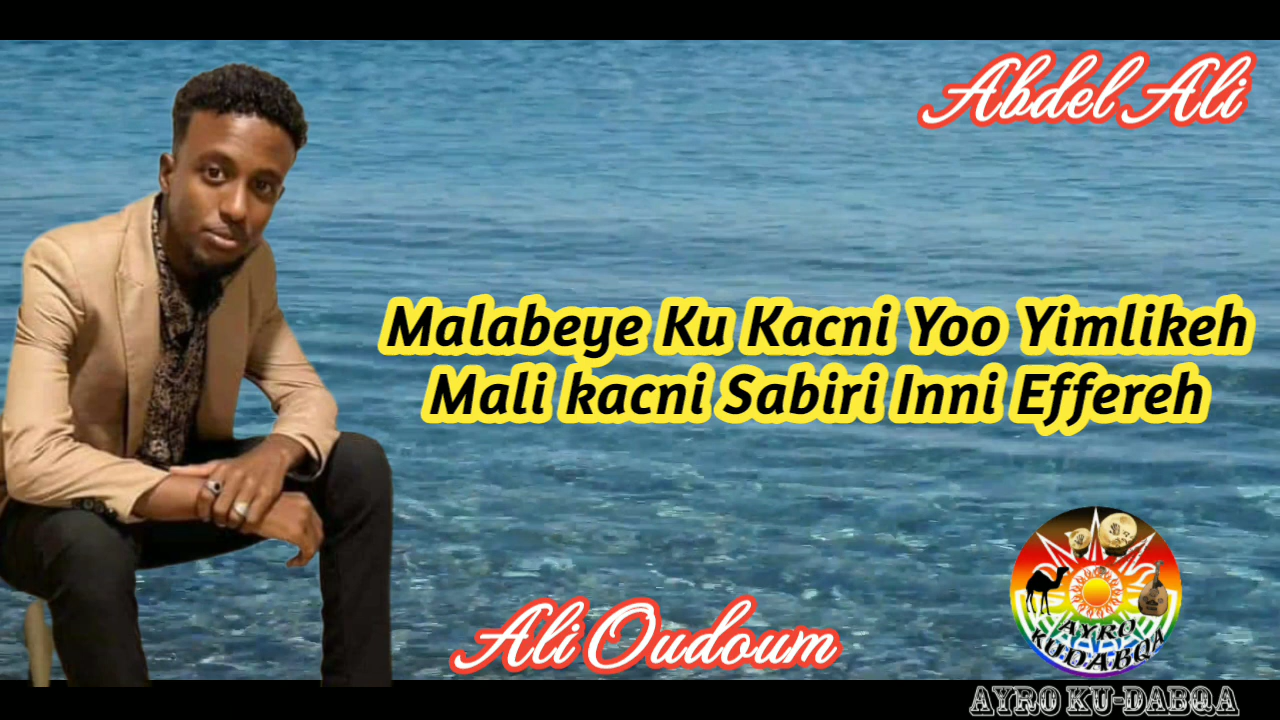 Abdel Ali
Malabeye Ku Kacni Yoo Yimlikeh
Mali kacni Sabiri Inni Effereh
Ali Oudoum
AYRO
KUDABQA
AYRO KU-DABQA